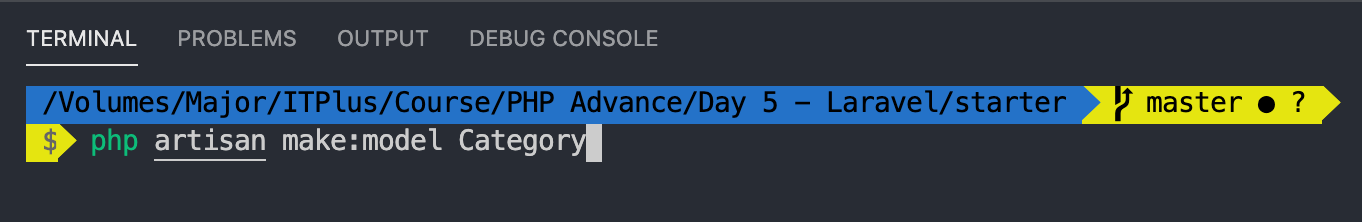 TERMINAL PROBLEMS OUTPUT DEBUG CONSOLE
/Volumes/Major/ITPlus/Course/PHP Advance/Day 5 - Laravel/starter master ● ?
$ php artisan make:model Category